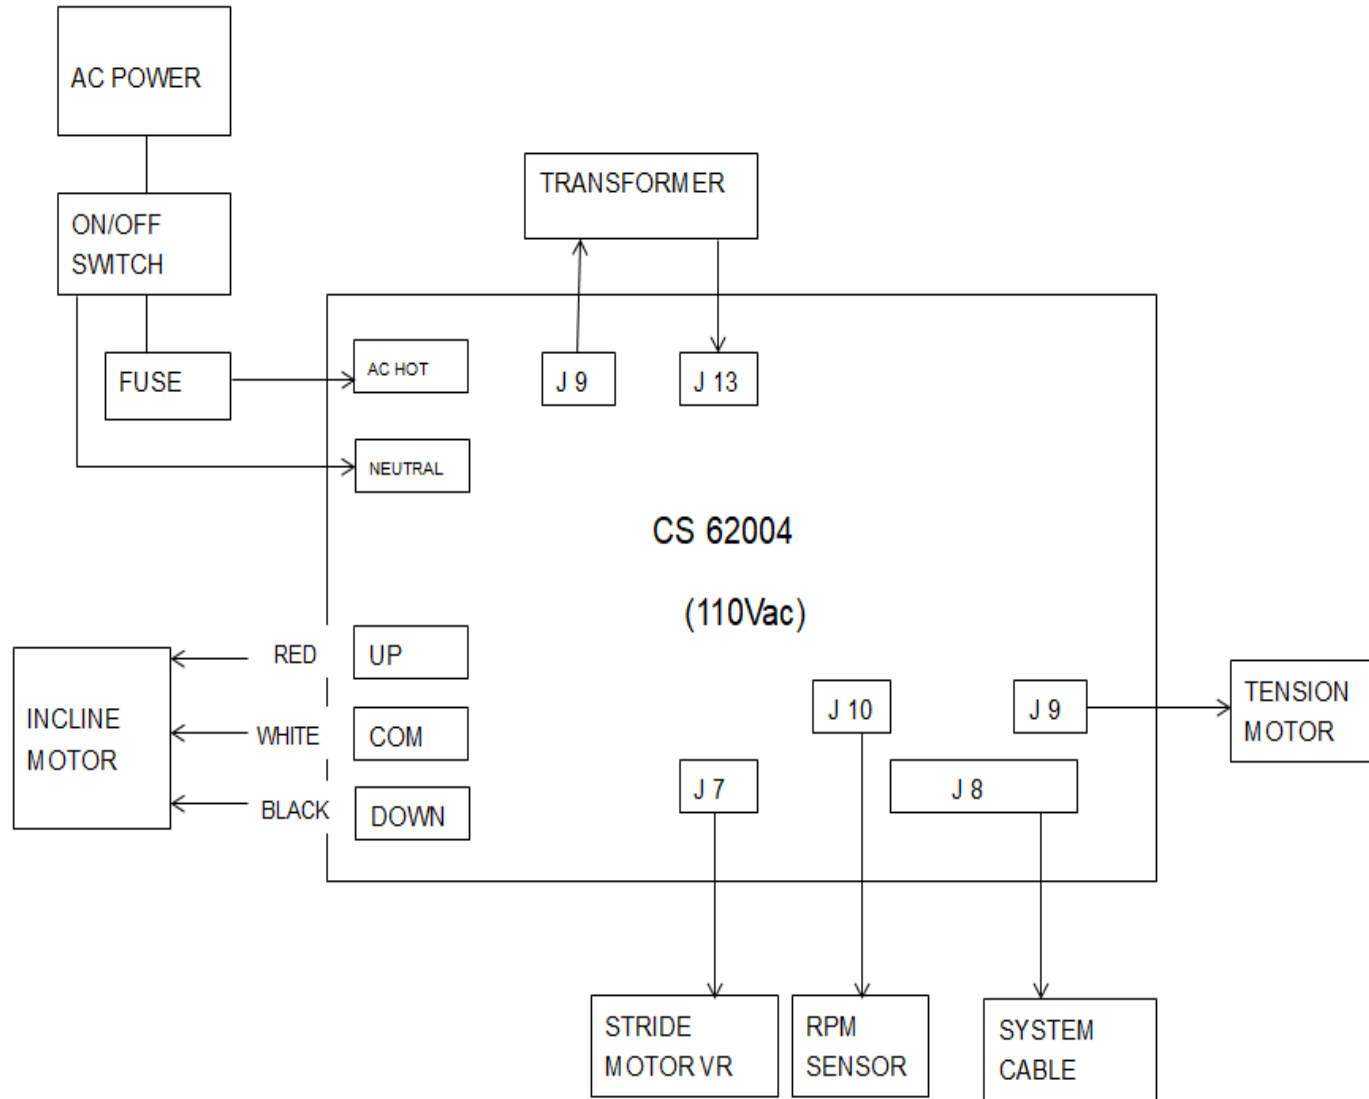 AC POWER
TRANSFORMER
ON/OFF
SWITCH
FUSE
AC HOT
J 9
J 13
NEUTRAL
CS 62004
(110Vac)
RED
UP
INCLINE
MOTOR
WHITE
COM
BLACK
DOWN
J 10
J 9
TENSION
MOTOR
J 7
J 8
STRIDE
MOTOR VR
RPM
SENSOR
SYSTEM
CABLE